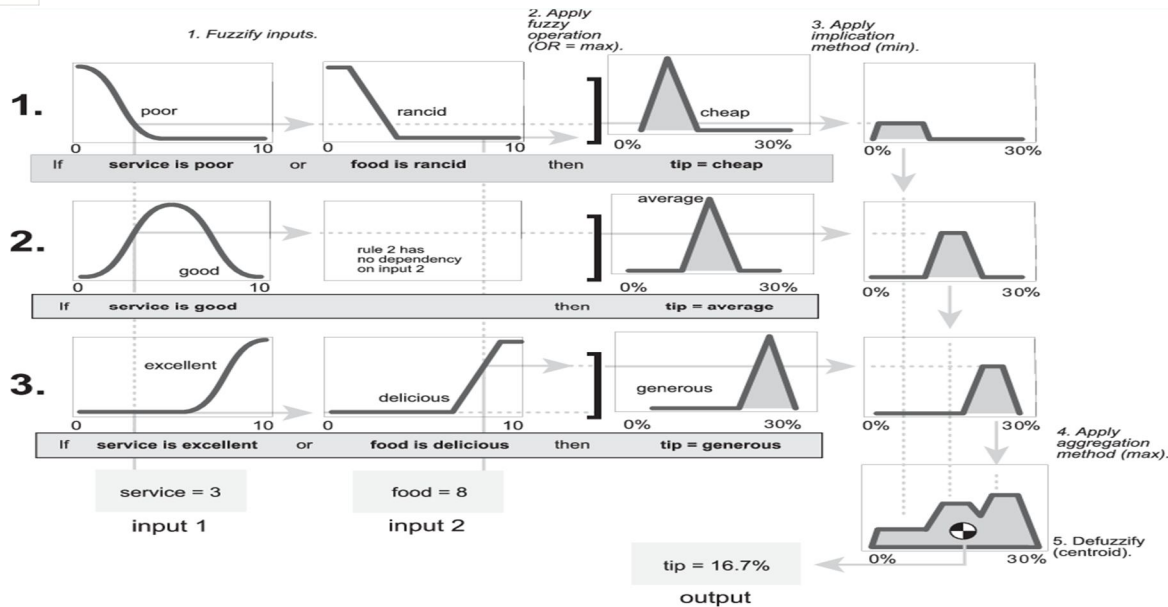 1. Fuzzify inputs.
2. Apply
fuzzy
operation
(OR = max).
3. Apply
implication
method (min).
1.
poor
0
10
rancid
0
10
cheap
0%
30%
0%
30%
If service is poor or food is rancid then tip = cheap
2.
good
0
10
rule 2 has
no dependency
on input 2
average
0%
30%
0%
30%
If service is good then tip = average
3.
excellent
0
10
delicious
0
10
generous
0%
30%
0%
30%
If service is excellent or food is delicious then tip = generous
4. Apply
aggregation
method (max).
service = 3
input 1
food = 8
input 2
0%
30%
5. Defuzzify
(centroid).
tip = 16.7%
output